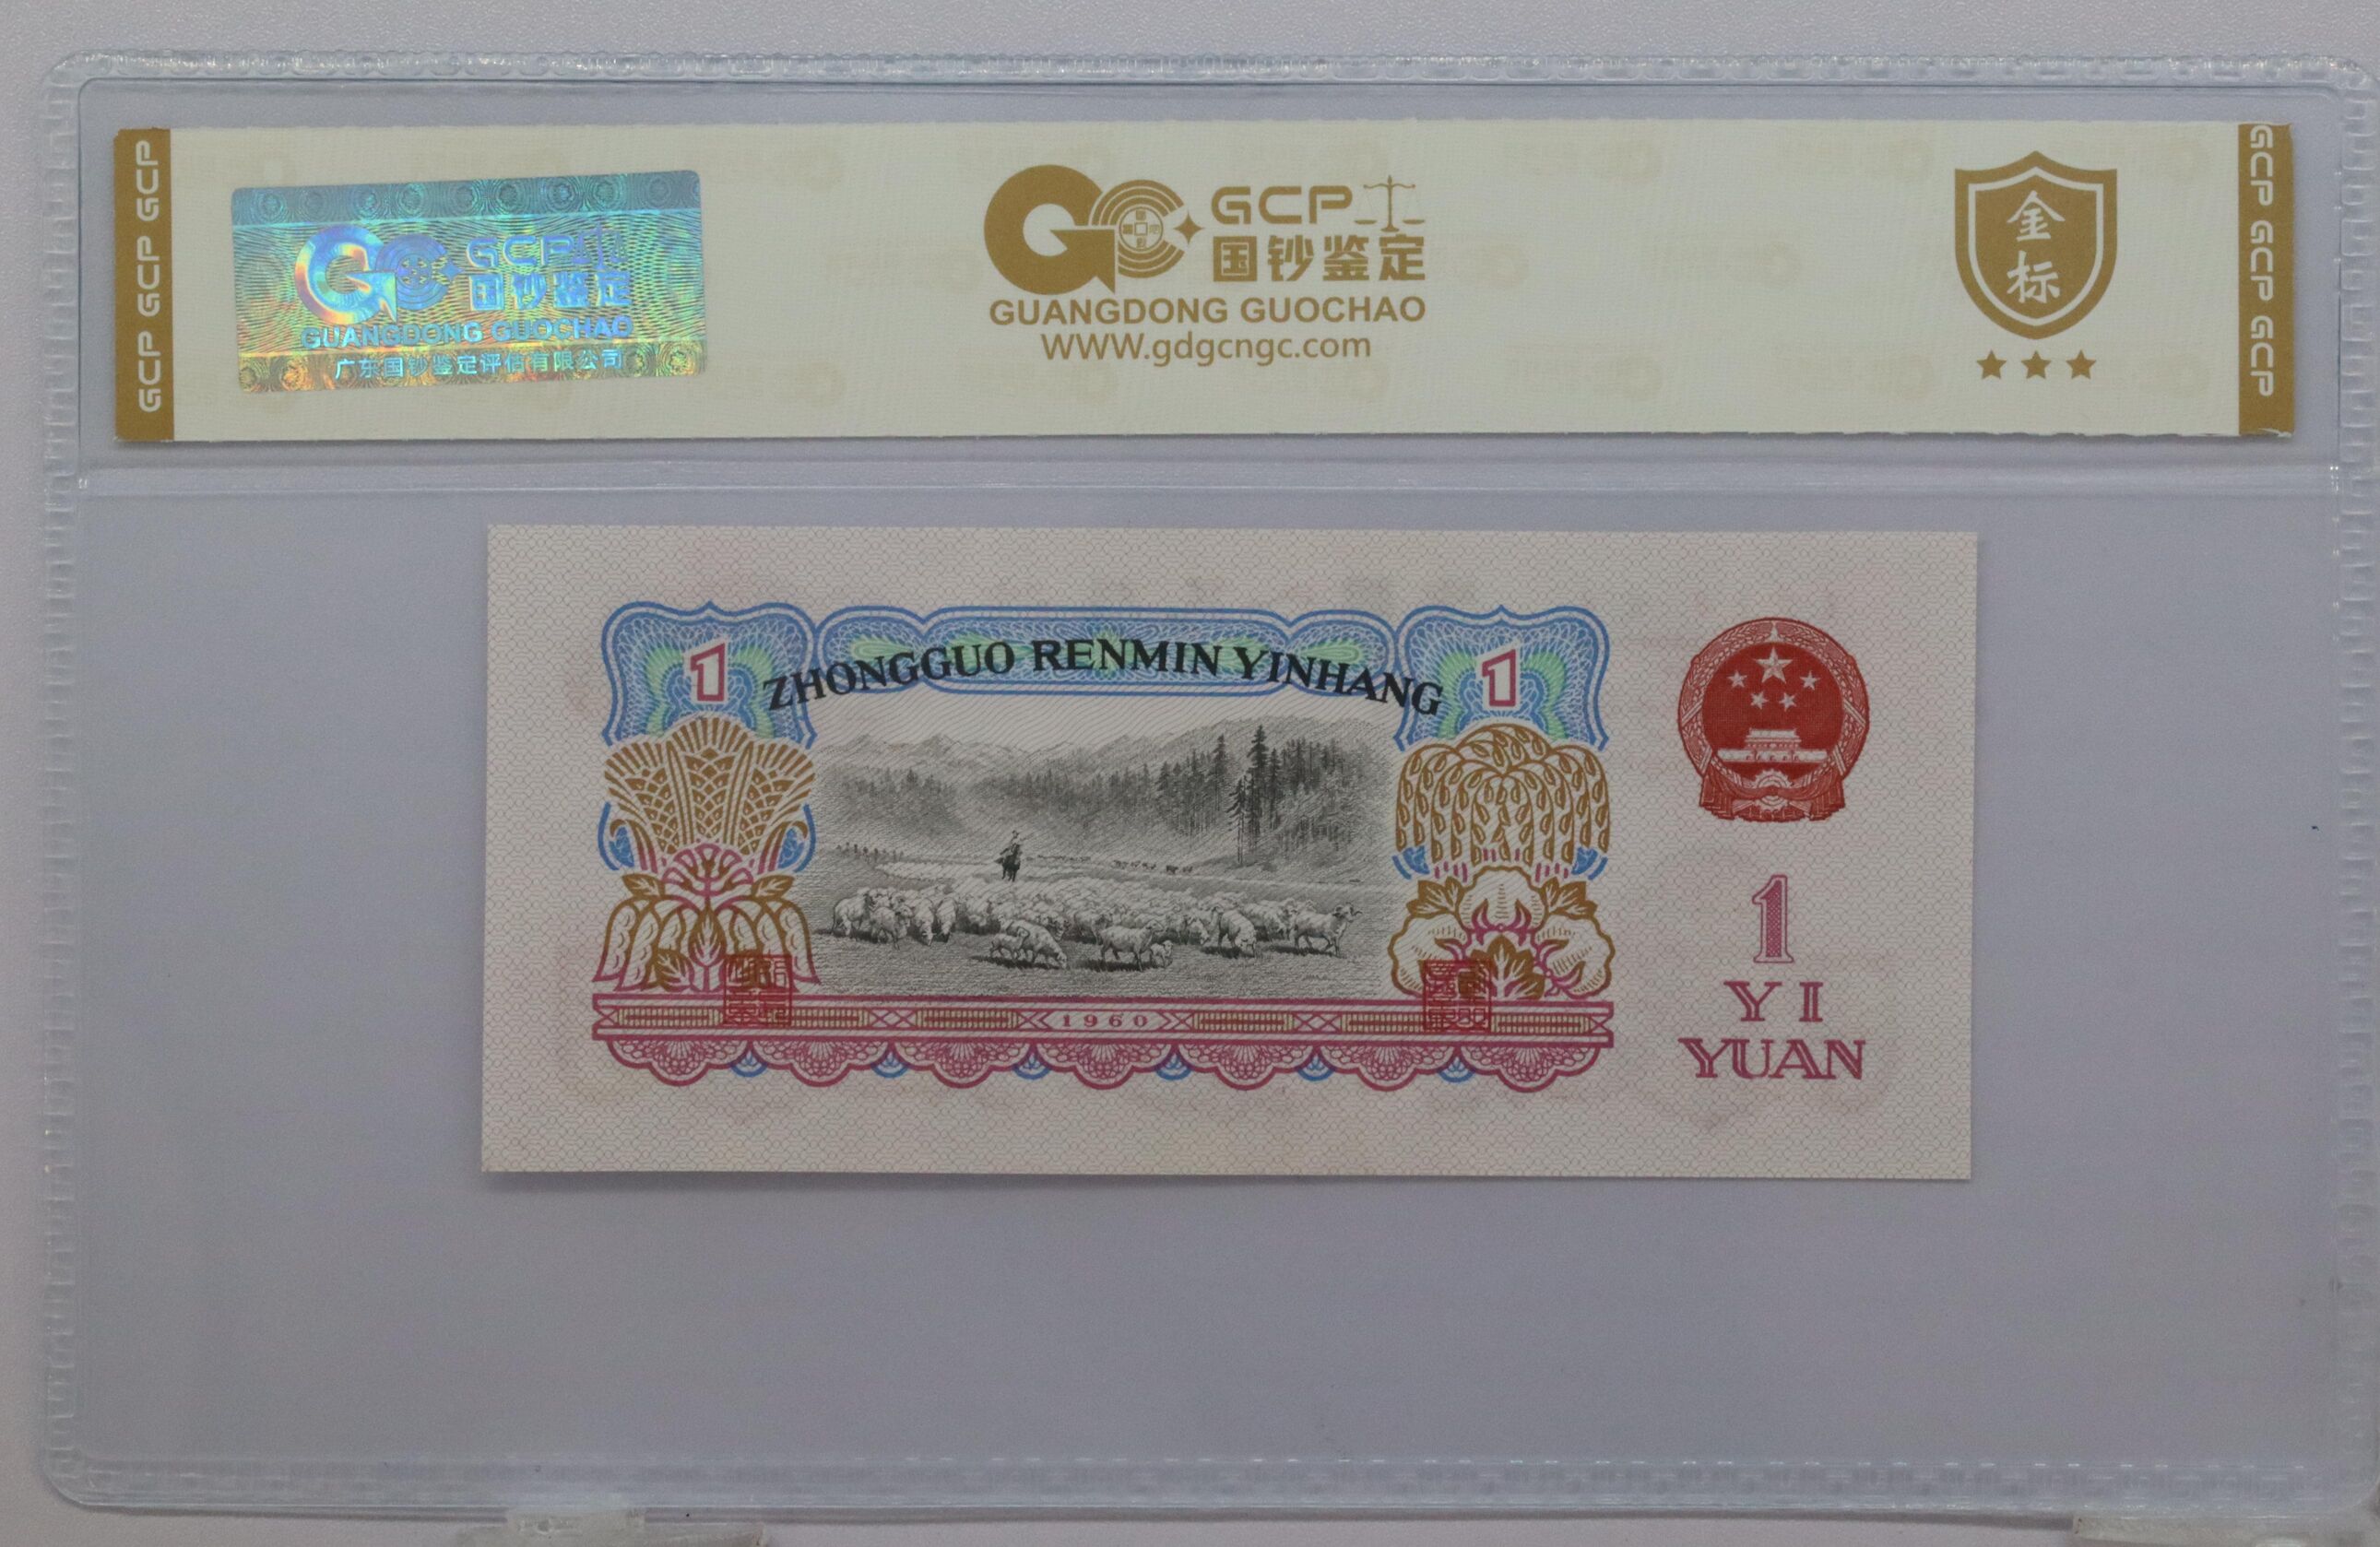 GCP GCP GCP
GCP
国钞鉴定
GUANGDONG GUOCHAO
广东国钞鉴定评估有限公司
GCP
国钞鉴定
GUANGDONG GUOCHAO
WWW.gdgcngc.com
金
标
GCP GCP GCP
1
ZHONGGUO RENMIN YINHANG
1
1960
1
YI
YUAN